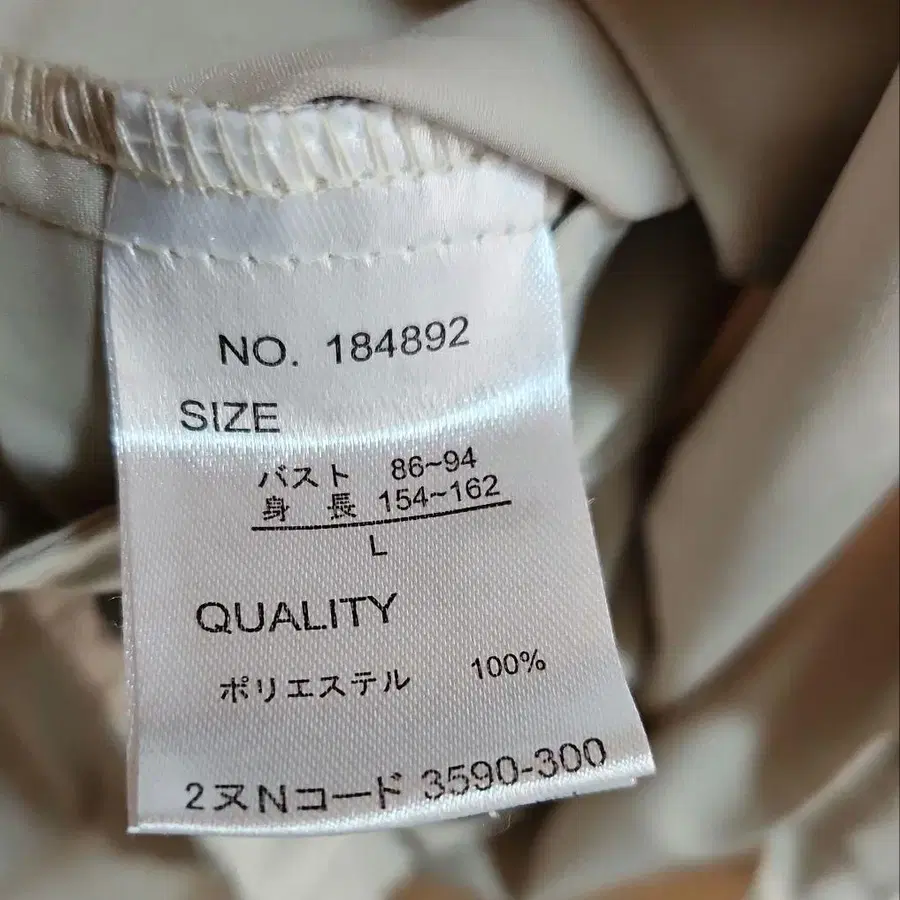 NO. 184892
SIZE
バスト 86~94
身 長 154~162
L
QUALITY
ポリエステル 100%
2ヌNコード 3590-300